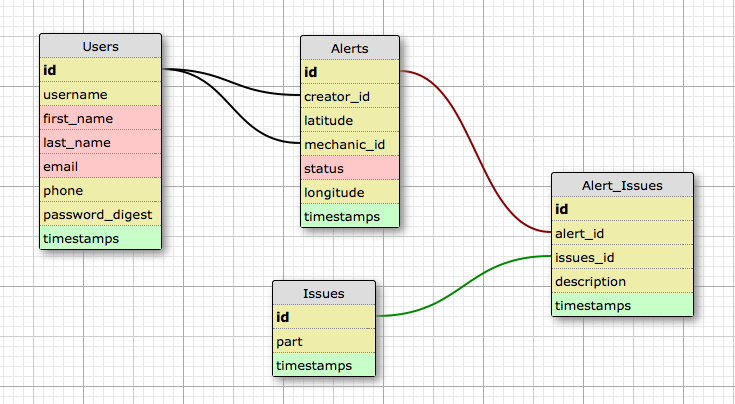 Users
id
username
first_name
last_name
email
phone
password_digest
timestamps
Alerts
id
creator_id
latitude
mechanic_id
status
longitude
timestamps
Alert_Issues
id
alert_id
issues_id
description
timestamps
Issues
id
part
timestamps